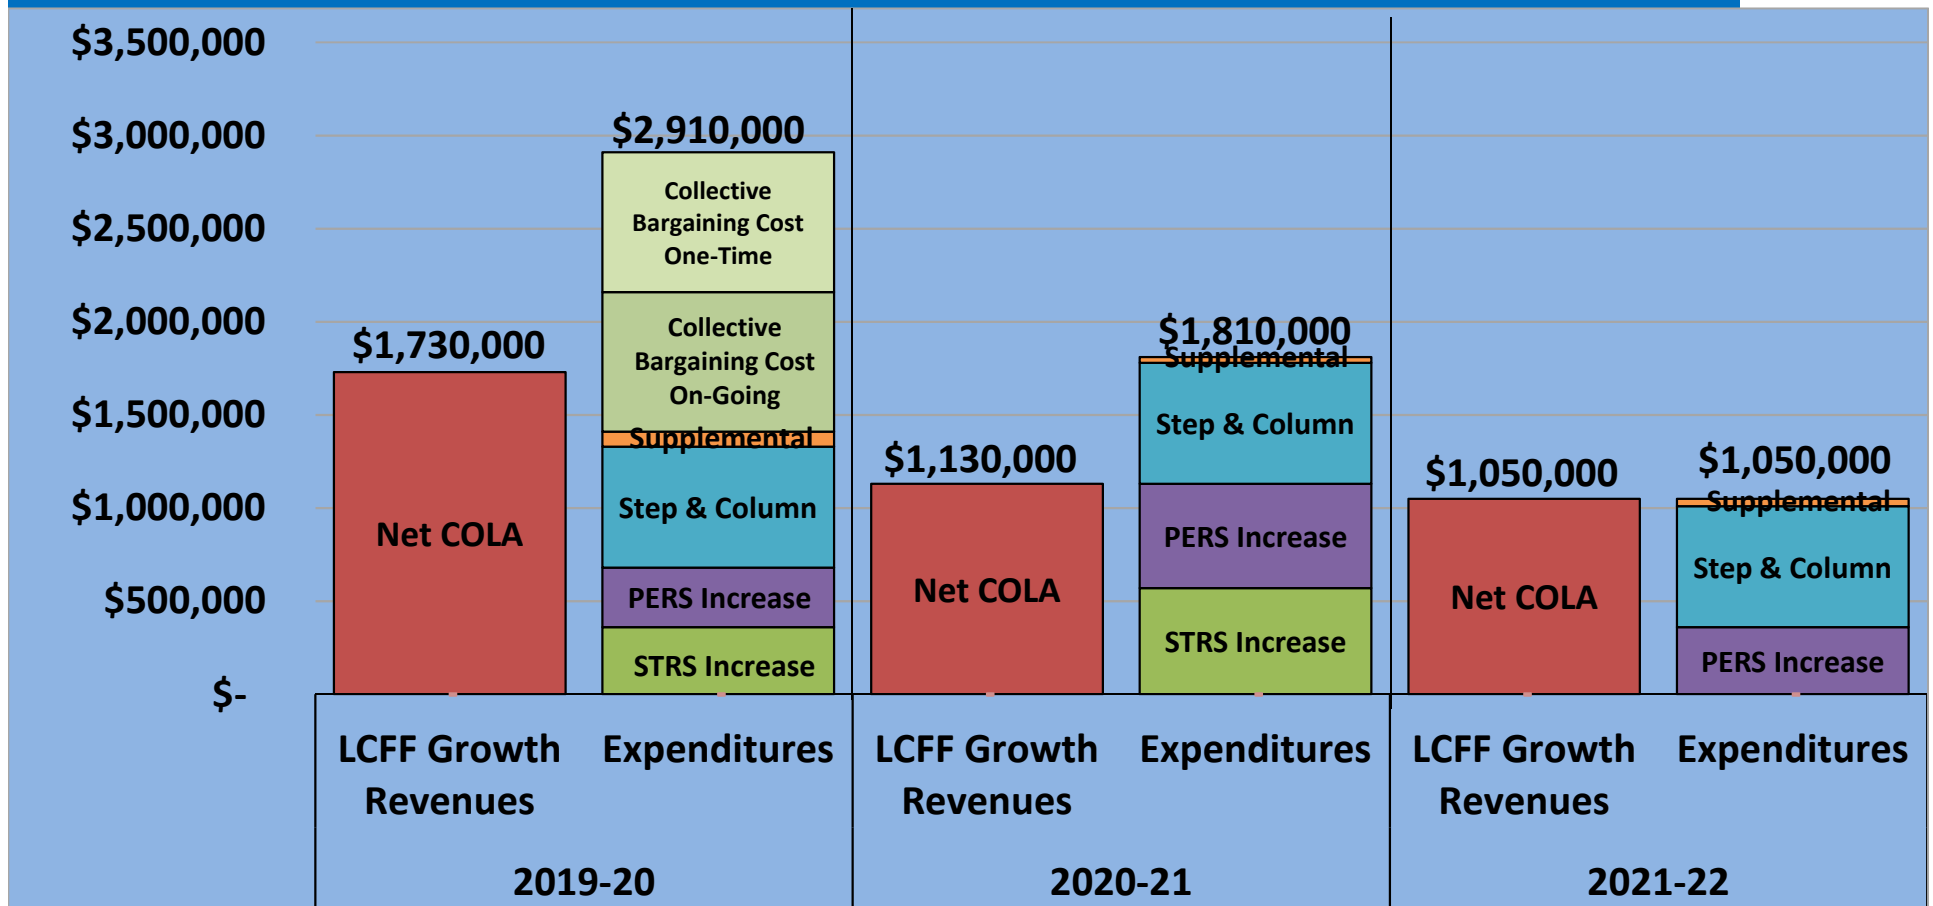 $3,500,000
$3,000,000
$2,500,000
$2,000,000
$1,500,000
$1,000,000
$500,000
$-
$1,730,000
Net COLA
$2,910,000
Collective
Bargaining Cost
One-Time
Collective
Bargaining Cost
On-Going
Supplemental
Step & Column
PERS Increase
STRS Increase
$1,130,000
Net COLA
$1,810,000
Supplemental
Step & Column
PERS Increase
STRS Increase
$1,050,000
Net COLA
$1,050,000
Supplemental
Step & Column
PERS Increase
LCFF Growth
Revenues
Expenditures
LCFF Growth
Revenues
Expenditures
LCFF Growth
Revenues
Expenditures
2019-20
2020-21
2021-22